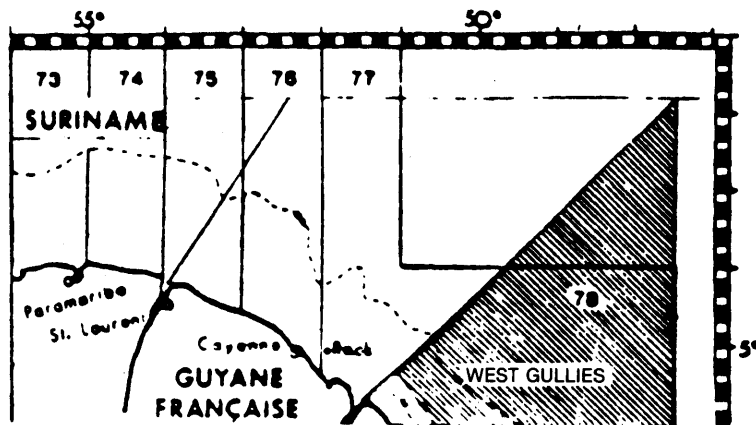 55° 50°
73 74 75 76 77
SURINAME
78
Paramaribo
St. Laurent
Cayenne
5°
WEST GULLIES
GUYANE
FRANÇAISE